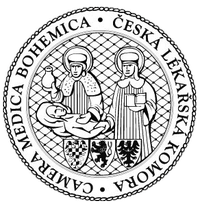 CAMERA MEDICA BOHEMICA • ČESKÁ LÉKAŘSKÁ KOMORA •